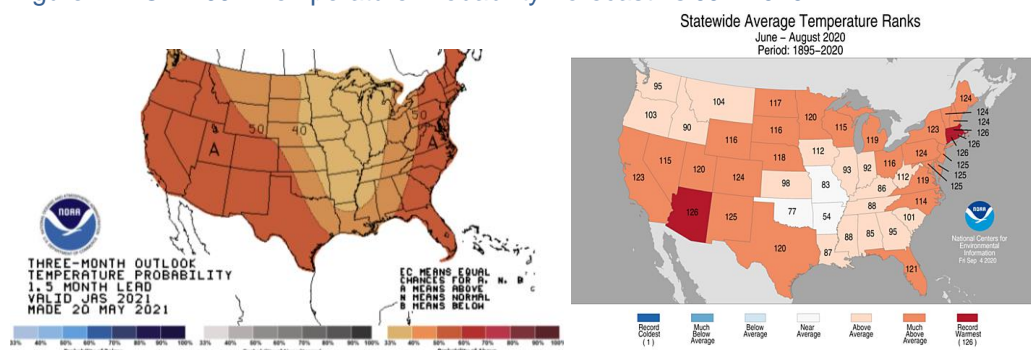 A
50
40
50
A
NOAA
THREE-MONTH OUTLOOK
TEMPERATURE PROBABILITY
1.5 MONTH LEAD
VALID JAS 2021
MADE 20 MAY 2021
EC MEANS EQUAL
CHANCES FOR A, N, B
A MEANS ABOVE
N MEANS NORMAL
B MEANS BELOW
33% 40% 50% 60% 70% 80% 90% 100%
33% 40% 50% 60% 70% 80% 90% 100%
33% 40% 50% 60% 70% 80% 90% 100%
Statewide Average Temperature Ranks
June – August 2020
Period: 1895–2020
95
104
117
120
124
103
90
116
116
115
119
123
124
124
126
126
115
120
124
118
112
93
92
116
124
126
125
125
125
123
98
83
86
112
119
114
126
125
77
54
88
101
120
87
88
85
95
121
NOAA
National Centers for
Environmental
Information
Fri Sep 4 2020
Record
Coldest
(1)
Much
Below
Average
Below
Average
Near
Average
Above
Average
Much
Above
Average
Record
Warmest
(126)